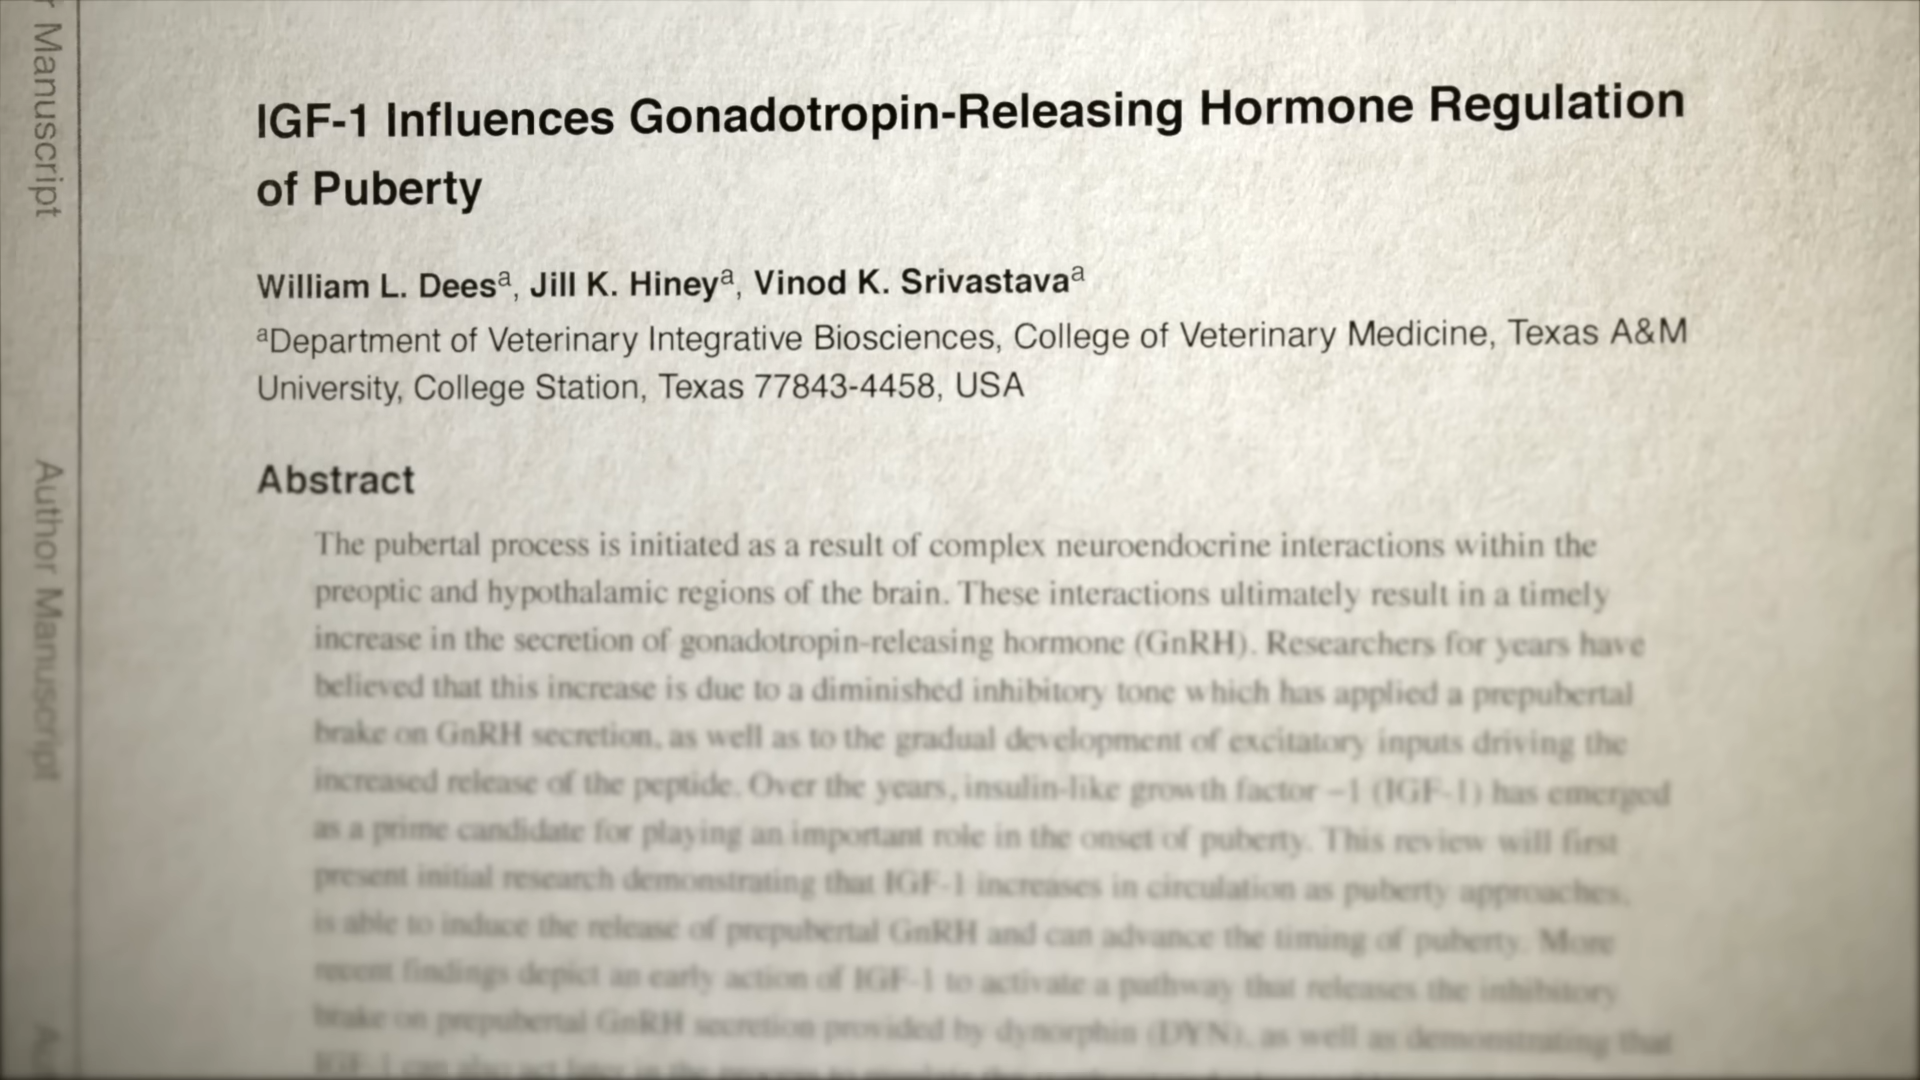 Manuscript
IGF-1 Influences Gonadotropin-Releasing Hormone Regulation
of Puberty
William L. Deesa, Jill K. Hineya, Vinod K. Srivastavaa
aDepartment of Veterinary Integrative Biosciences, College of Veterinary Medicine, Texas A&M
University, College Station, Texas 77843-4458, USA
Author Manuscript
Abstract
The pubertal process is initiated as a result of complex neuroendocrine interactions within the
preoptic and hypothalamic regions of the brain. These interactions ultimately result in a timely
increase in the secretion of gonadotropin-releasing hormone (GnRH). Researchers for years have
believed that this increase is due to a diminished inhibitory tone which has applied a prepubertal
brake on GnRH secretion, as well as to the gradual development of excitatory inputs driving the
increased release of the peptide. Over the years, insulin-like growth factor −1 (IGF-1) has emerged
as a prime candidate for playing an important role in the onset of puberty. This review will first
present initial research demonstrating that IGF-1 increases in circulation as puberty approaches,
is able to induce the release of prepubertal GnRH and can advance the timing of puberty. More
recent findings depict an early action of IGF-1 to activate a pathway that releases the inhibitory
brake on prepubertal GnRH secretion provided by dynorphin (DYN), as well as demonstrating that